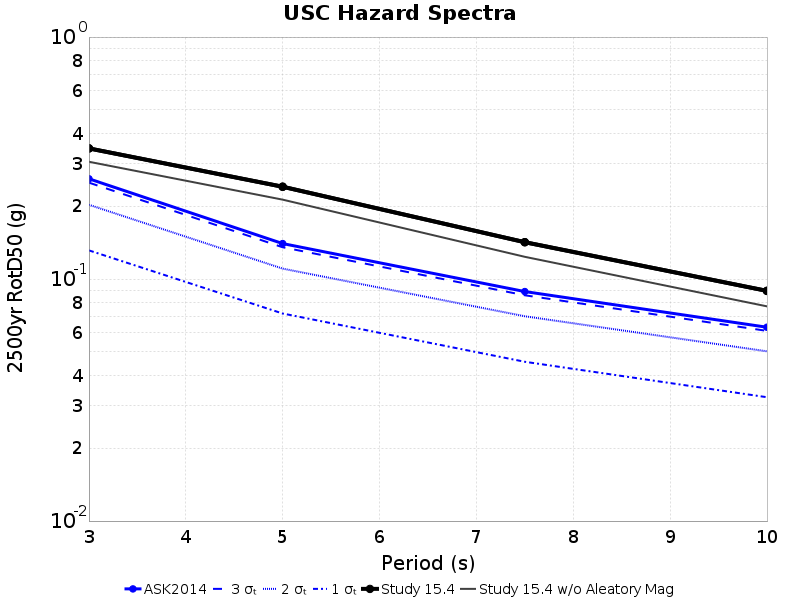 USC Hazard Spectra
10^0
8
6
4
3
2
10^-1
8
6
4
3
2
10^-2
2500yr RotD50 (g)
3 4 5 6 7 8 9 10
Period (s)
ASK2014 3 σₜ 2 σₜ 1 σₜ Study 15.4 Study 15.4 w/o Aleatory Mag